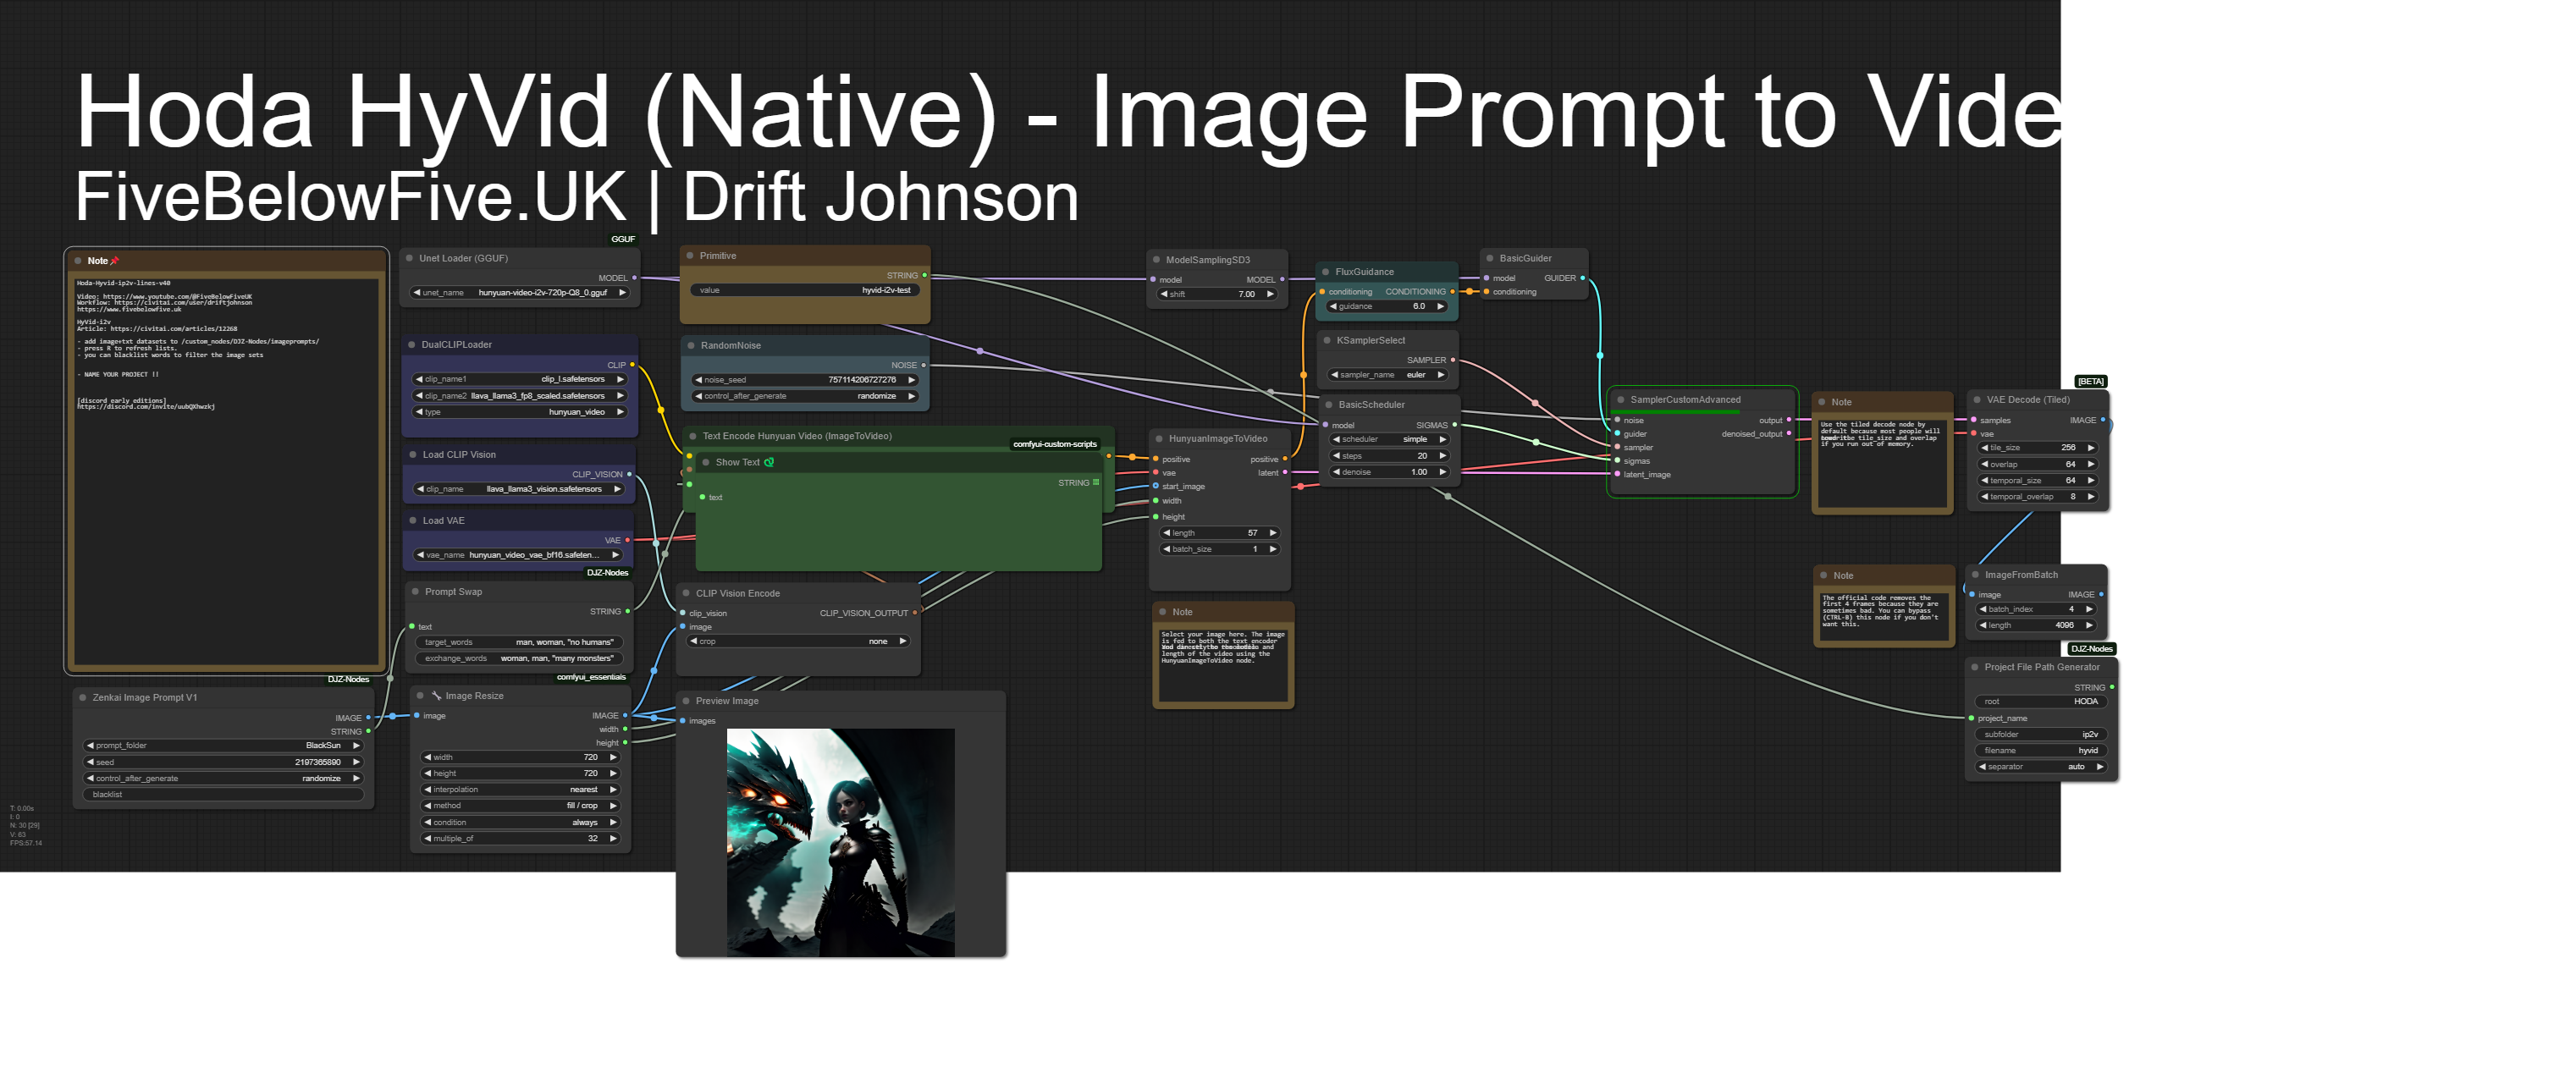 Hoda HyVid (Native) - Image Prompt to Vide
FiveBelowFive.UK | Drift Johnson
Note
Hoda-Hyvid-ip2v-lines-v40
Video: https://www.youtube.com/@FiveBelowFiveUK
Workflow: https://civitai.com/user/driftjohnson
https://www.fivebelowfive.uk
HyVid-i2v
Article: https://civitai.com/articles/12268
- add image+txt datasets to /custom_nodes/DJZ-Nodes/imageprompts/
- press R to refresh lists.
- you can blacklist words to filter the image sets
- NAME YOUR PROJECT !!
[discord early editions]
https://discord.com/invite/uubQXhwzkj
DJZ-Nodes
Zenkai Image Prompt V1
IMAGE
STRING
prompt_folder BlackSun
seed 2197365890
control_after_generate randomize
blacklist
T: 0.00s
I: 0
N: 30 [29]
V: 63
FPS:57.14
GGUF
Unet Loader (GGUF)
MODEL
unet_name hunyuan-video-i2v-720p-Q8_0.gguf
DualCLIPLoader
CLIP
clip_name1 clip_l.safetensors
clip_name2 llava_llama3_fp8_scaled.safetensors
type hunyuan_video
Load CLIP Vision
CLIP_VISION
clip_name llava_llama3_vision.safetensors
Load VAE
VAE
vae_name hunyuan_video_vae_bf16.safeten...
DJZ-Nodes
Prompt Swap
STRING
text
target_words man, woman, "no humans"
exchange_words woman, man, "many monsters"
comfyui_essentials
Image Resize
image IMAGE
width
height
width 720
height 720
interpolation nearest
method fill / crop
condition always
multiple_of 32
Primitive
STRING
value hyvid-i2v-test
RandomNoise
NOISE
noise_seed 757114206727276
control_after_generate randomize
Text Encode Hunyuan Video (ImageToVideo)
comfyui-custom-scripts
Show Text
STRING
text
CLIP Vision Encode
clip_vision CLIP_VISION_OUTPUT
image
crop none
Preview Image
images
ModelSamplingSD3
model MODEL
shift 7.00
HunyuanImageToVideo
positive positive
vae latent
start_image
width
height
length 57
batch_size 1
Note
Select your image here. The image
is fed to both the text encoder
length of the video using the
HunyuanImageToVideo node.
FluxGuidance
conditioning CONDITIONING
guidance 6.0
KSamplerSelect
SAMPLER
sampler_name euler
BasicScheduler
model SIGMAS
scheduler simple
steps 20
denoise 1.00
BasicGuider
model GUIDER
conditioning
SamplerCustomAdvanced
noise output
guider denoised_output
sampler
sigmas
latent_image
Note
Use the tiled decode node by
default because most people will
tile_size and overlap
if you run out of memory.
[BETA]
VAE Decode (Tiled)
samples IMAGE
vae
tile_size 256
overlap 64
temporal_size 64
temporal_overlap 8
Note
The official code removes the
first 4 frames because they are
sometimes bad. You can bypass
(CTRL-B) this node if you don't
want this.
ImageFromBatch
image IMAGE
batch_index 4
length 4096
DJZ-Nodes
Project File Path Generator
STRING
root HODA
project_name
subfolder ip2v
filename hyvid
separator auto